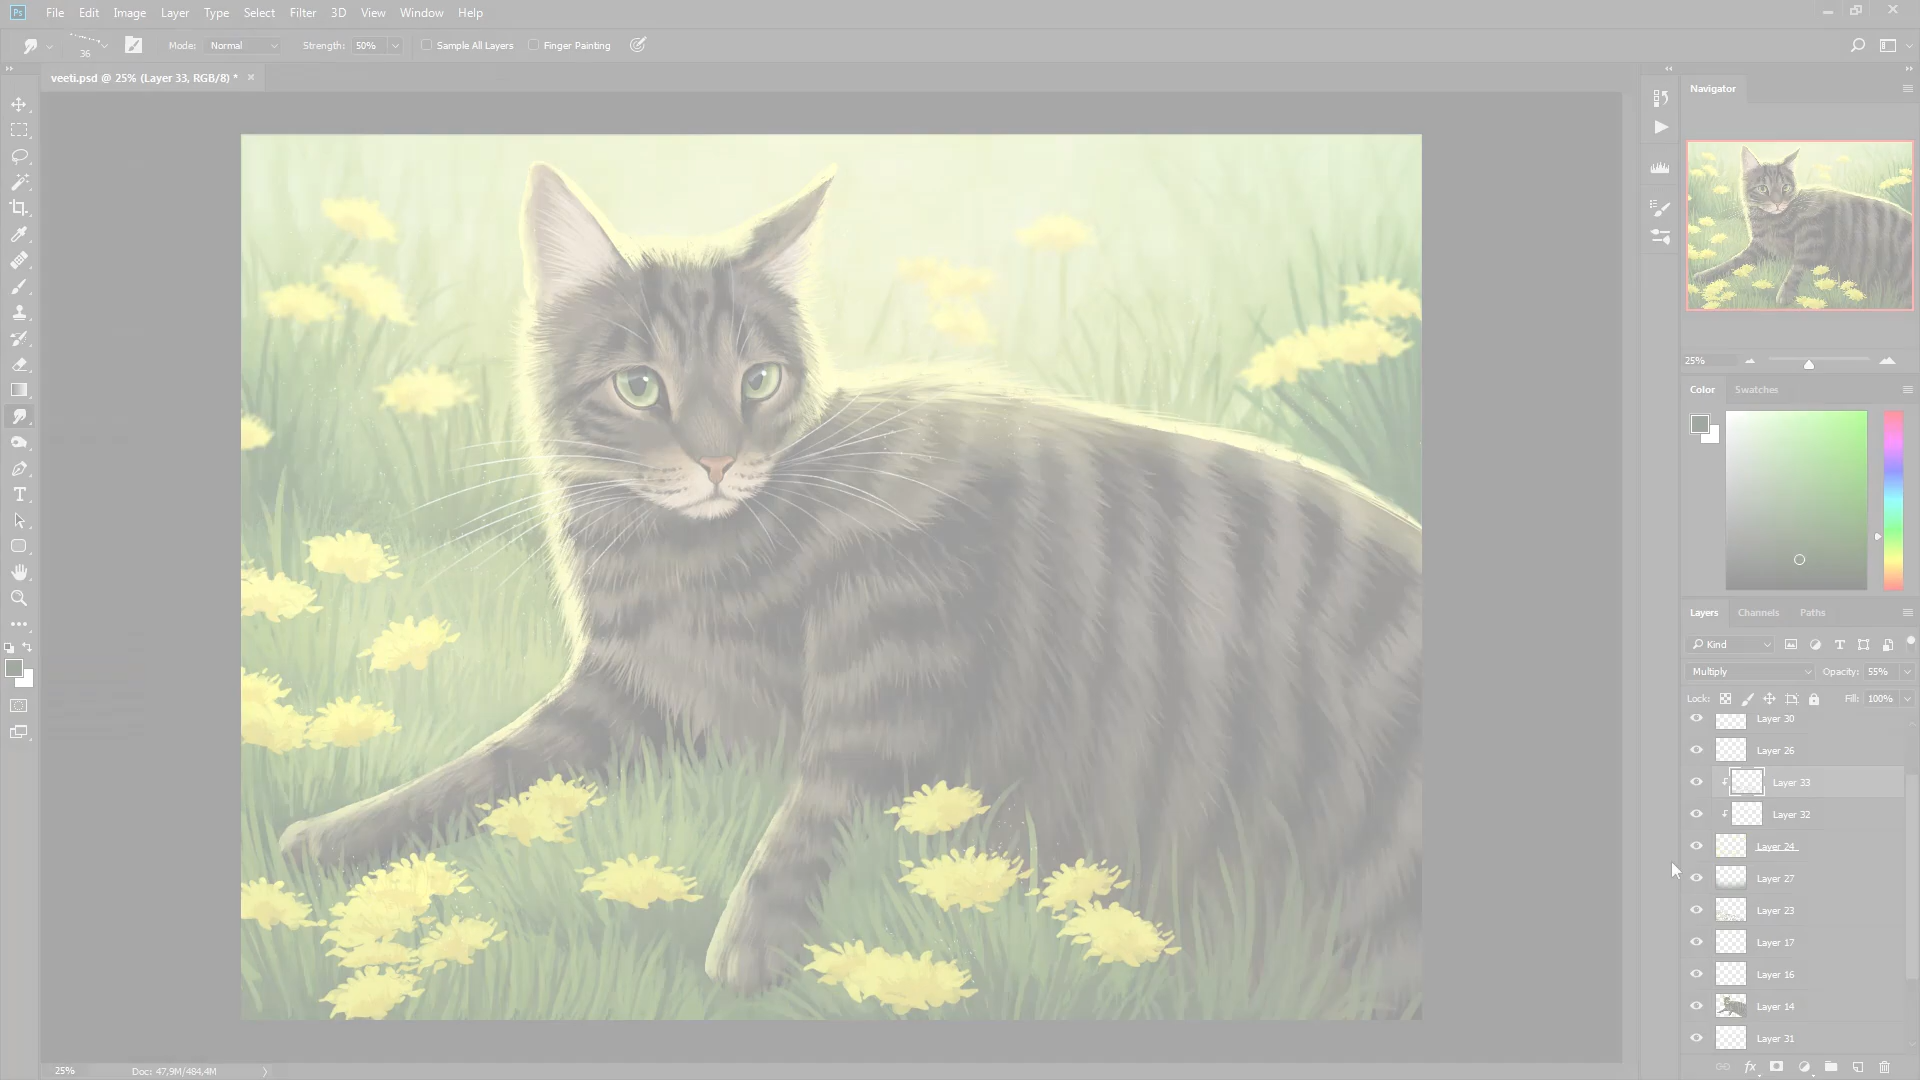 Ps File Edit Image Layer Type Select Filter 3D View Window Help
36 Mode: Normal Strength: 50% Sample All Layers Finger Painting
veeti.psd @ 25% (Layer 33, RGB/8) * ×
Navigator
25%
Color Swatches
Layers Channels Paths
Kind
Multiply Opacity: 55%
Lock: Fill: 100%
Layer 30
Layer 26
Layer 33
Layer 32
Layer 24
Layer 27
Layer 23
Layer 17
Layer 16
Layer 14
Layer 31
fx
25% Doc: 47,9M/484,4M